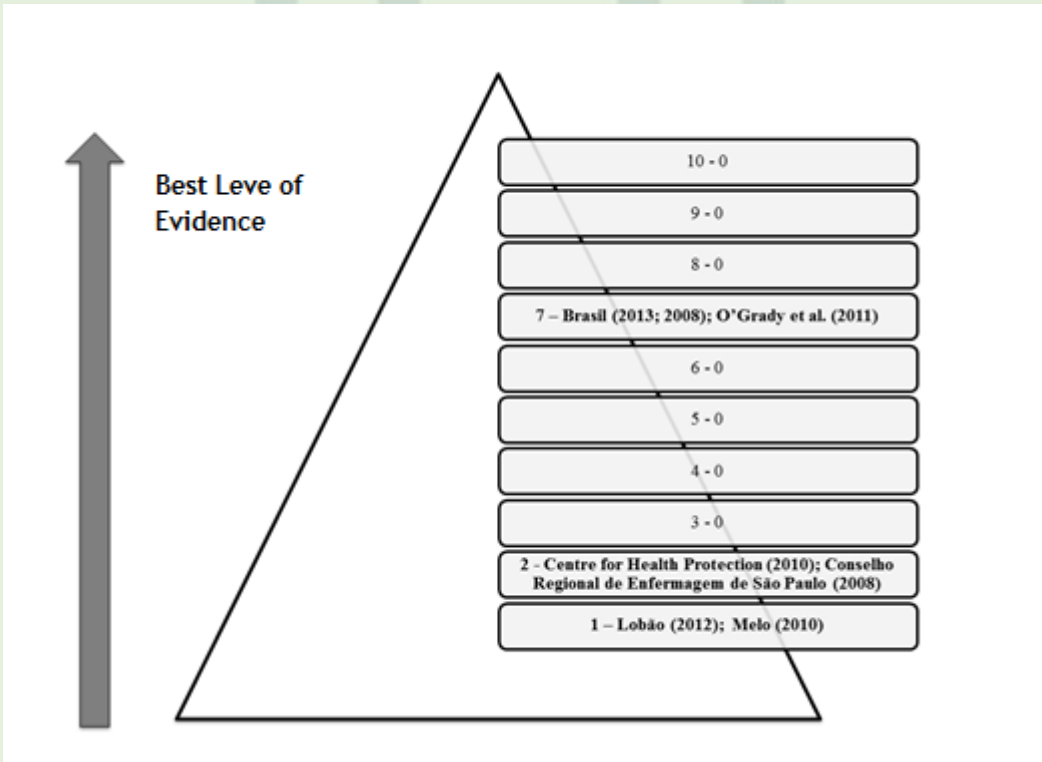 Best Leve of
Evidence
10 - 0
9 - 0
8 - 0
7 – Brasil (2013; 2008); O’Grady et al. (2011)
6 - 0
5 - 0
4 - 0
3 - 0
2 - Centre for Health Protection (2010); Conselho
Regional de Enfermagem de São Paulo (2008)
1 – Lobão (2012);  Melo (2010)